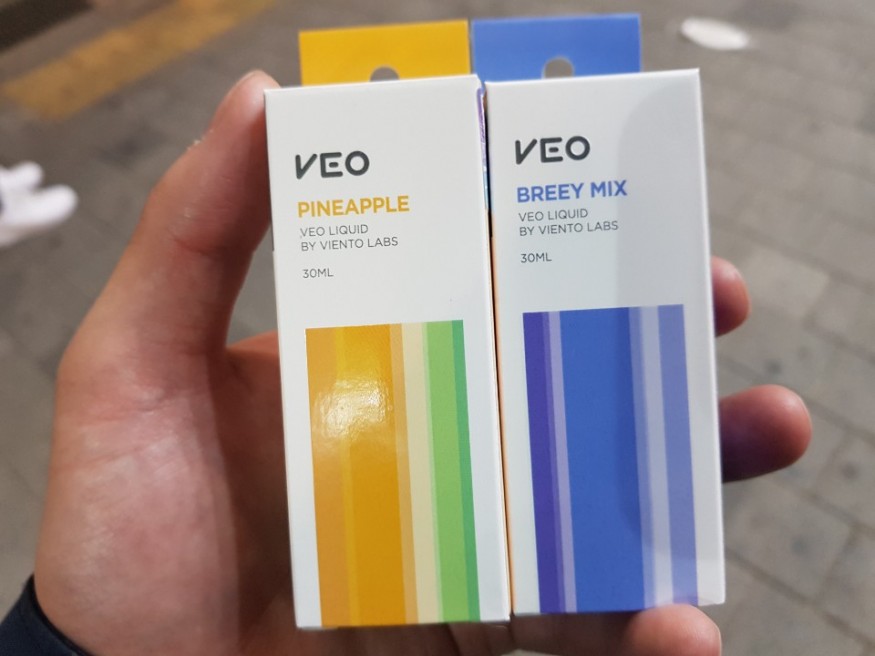 VEO
PINEAPPLE
VEO LIQUID
BY VIENTO LABS
30ML
VEO
BREEY MIX
VEO LIQUID
BY VIENTO LABS
30ML